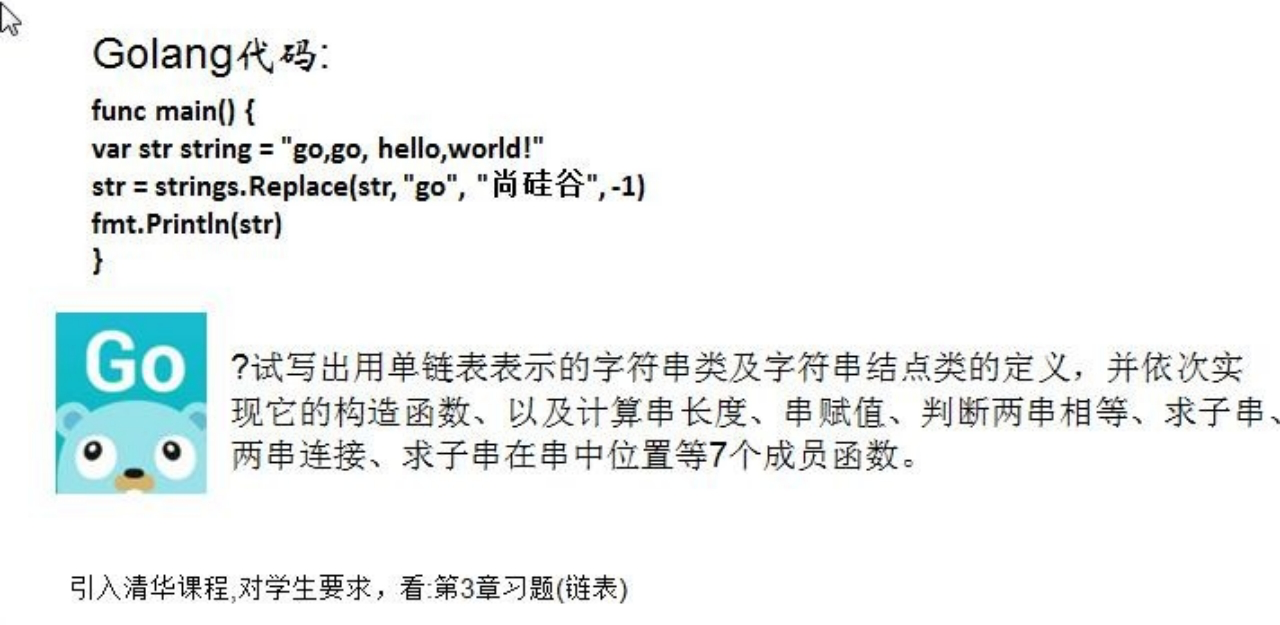 Golang代码:
func main() {
var str string = "go,go, hello,world!"
str = strings.Replace(str, "go", "尚硅谷", -1)
fmt.Println(str)
}
Go
?试写出用单链表表示的字符串类及字符串结点类的定义，并依次实
现它的构造函数、以及计算串长度、串赋值、判断两串相等、求子串、
两串连接、求子串在串中位置等7个成员函数。
引入清华课程,对学生要求，看:第3章习题(链表)